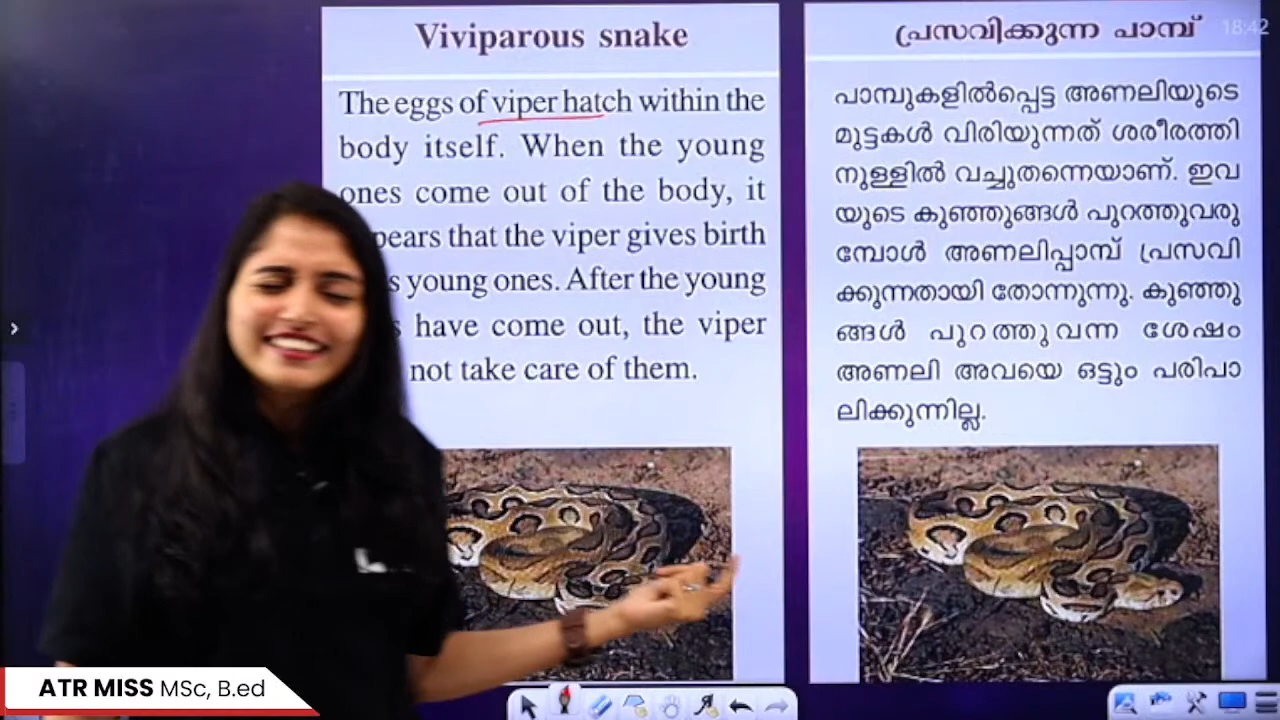 Viviparous snake
The eggs of viper hatch within the
body itself. When the young
ones come out of the body, it
pears that the viper gives birth
s young ones. After the young
s have come out, the viper
not take care of them.
പ്രസവിക്കുന്ന പാമ്പ്
18:42
പാമ്പുകളിൽപ്പെട്ട അണലിയുടെ
മുട്ടകൾ വിരിയുന്നത് ശരീരത്തി
നുള്ളിൽ വച്ചുതന്നെയാണ്. ഇവ
യുടെ കുഞ്ഞുങ്ങൾ പുറത്തുവരു
മ്പോൾ അണലിപ്പാമ്പ് പ്രസവി
ക്കുന്നതായി തോന്നുന്നു. കുഞ്ഞു
ങ്ങൾ പുറത്തുവന്ന ശേഷം
അണലി അവയെ ഒട്ടും പരിപാ
ലിക്കുന്നില്ല.
ATR MISS MSc, B.ed